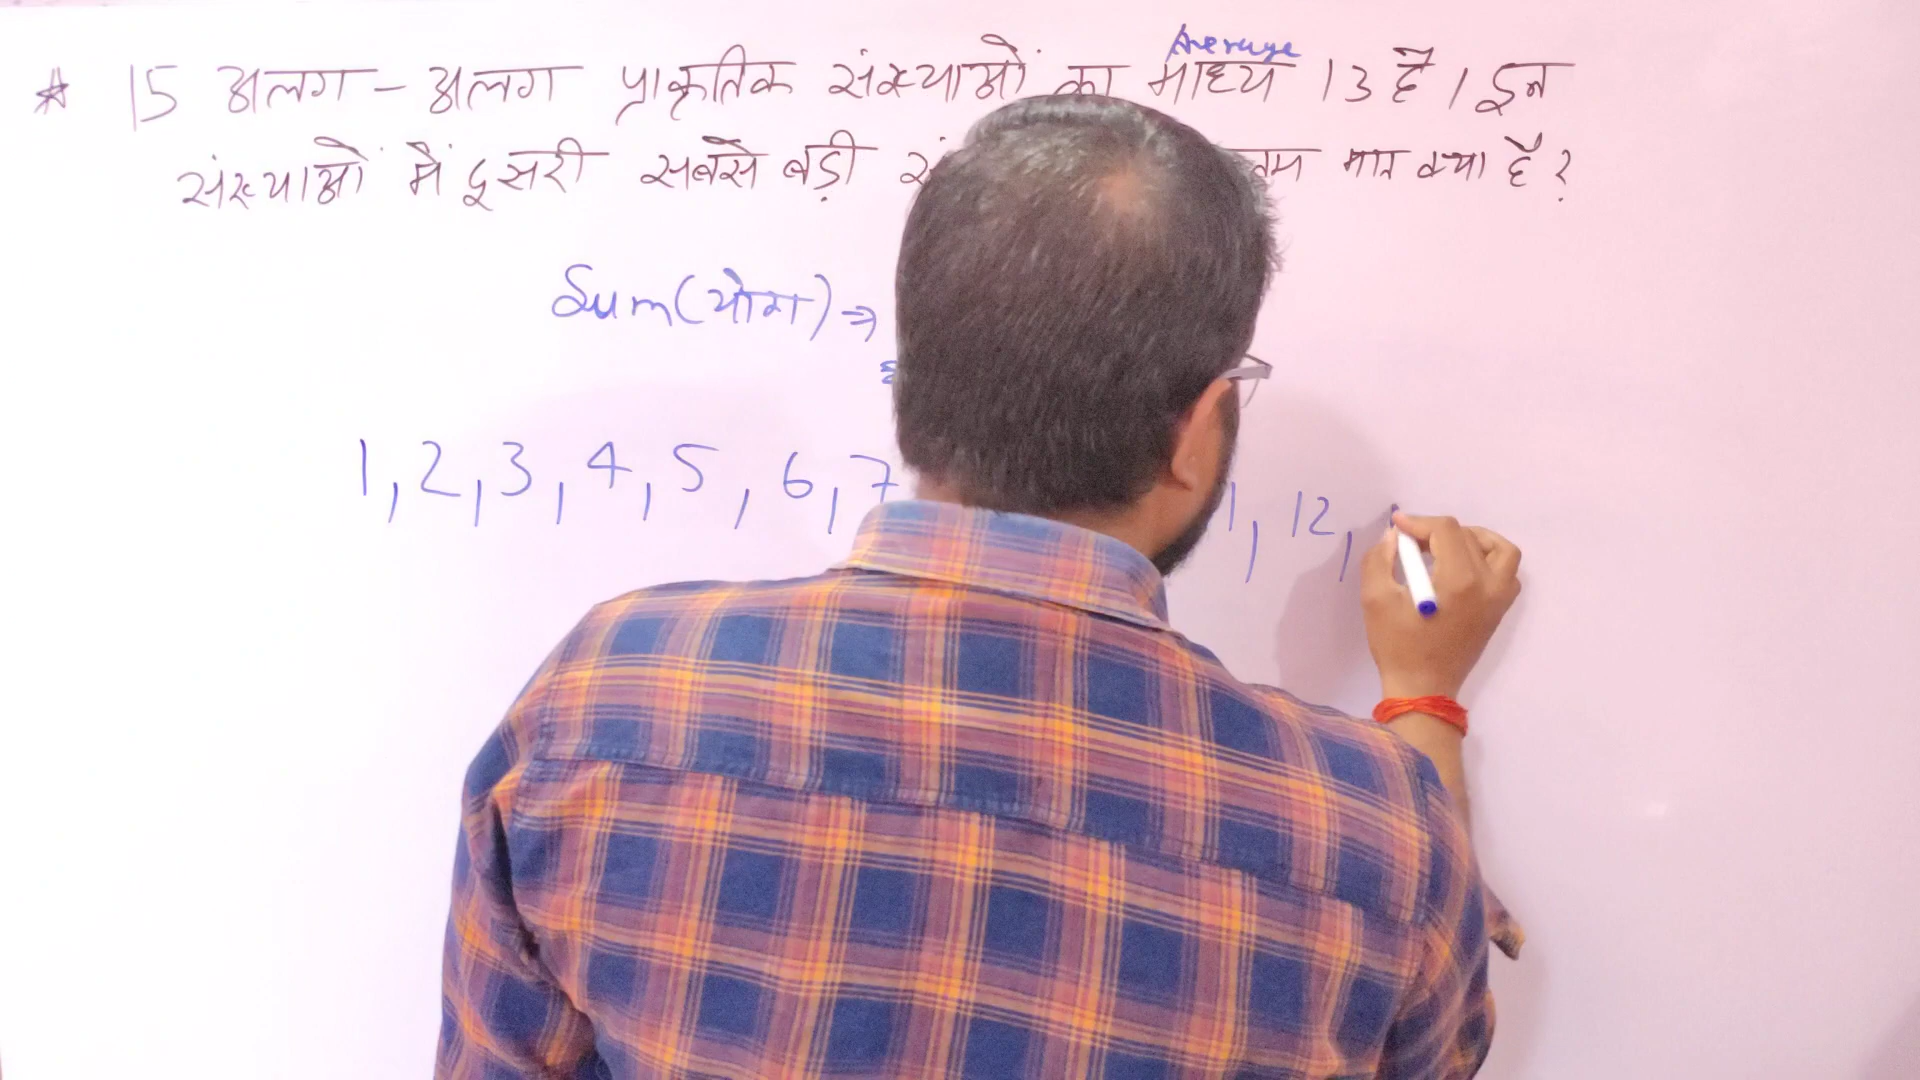 Average
* 15 अलग - अलग प्राकृतिक संख्याओं का माध्य 13 है । इन
संख्याओं में दूसरी सबसे बड़ी मान क्या है ?
Sum (योग) ⇒
=
1, 2, 3, 4, 5, 6, 7 1, 12,